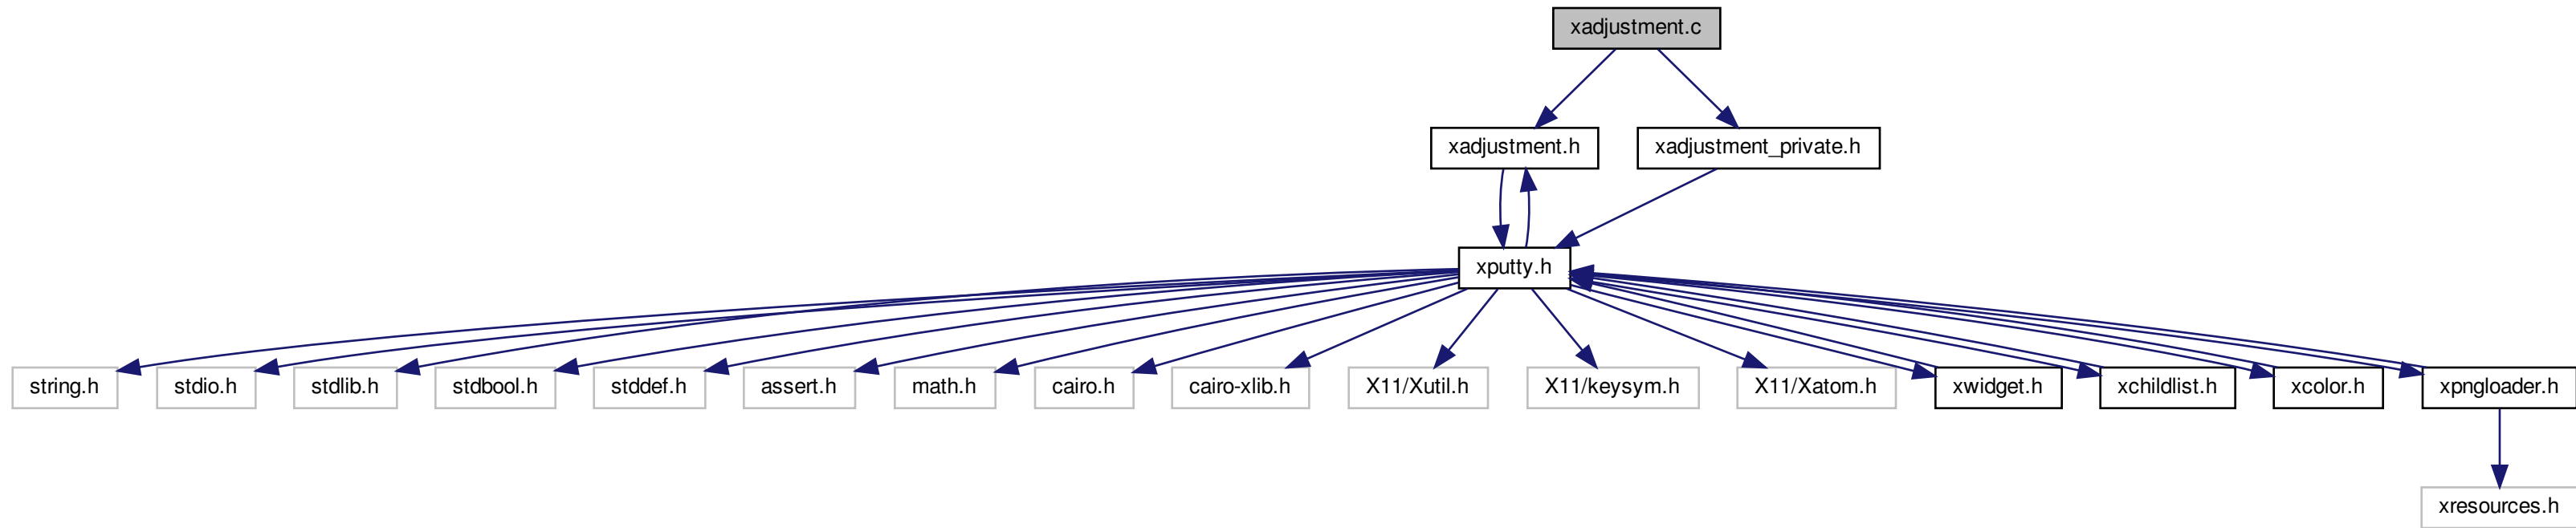 xadjustment.c
xadjustment.h
xadjustment_private.h
xputty.h
string.h
stdio.h
stdlib.h
stdbool.h
stddef.h
assert.h
math.h
cairo.h
cairo-xlib.h
X11/Xutil.h
X11/keysym.h
X11/Xatom.h
xwidget.h
xchildlist.h
xcolor.h
xpngloader.h
xresources.h